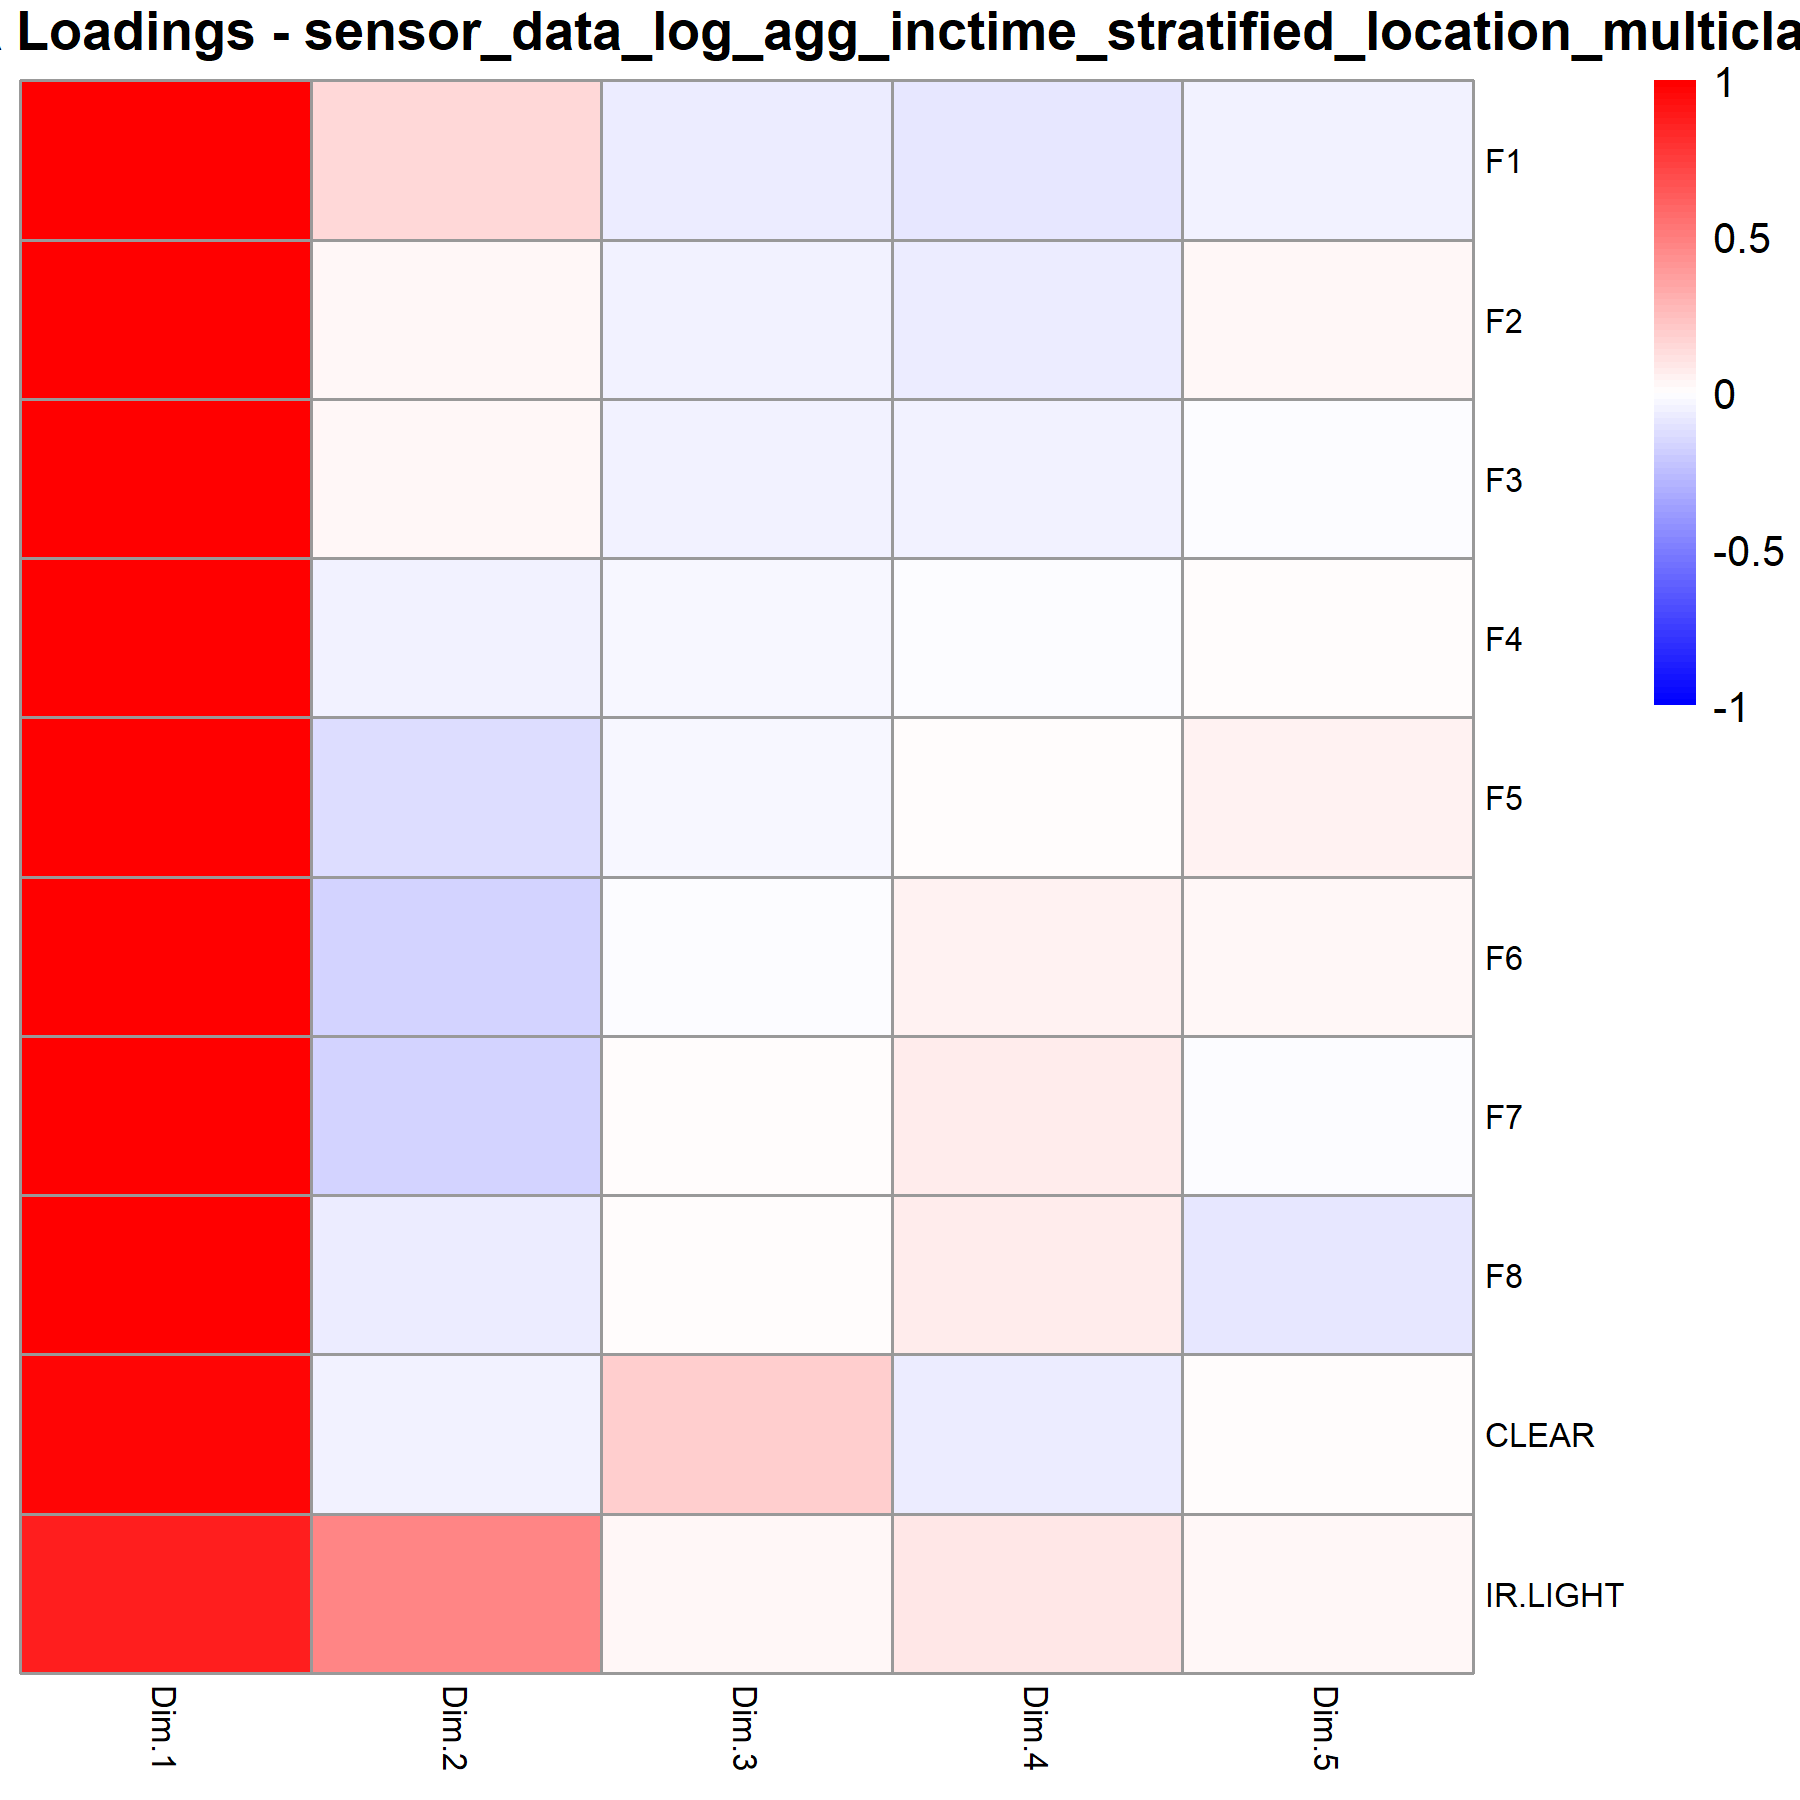 Loadings - sensor_data_log_agg_inctime_stratified_location_multicla
1
0.5
0
-0.5
-1
F1
F2
F3
F4
F5
F6
F7
F8
CLEAR
IR.LIGHT
Dim.1
Dim.2
Dim.3
Dim.4
Dim.5